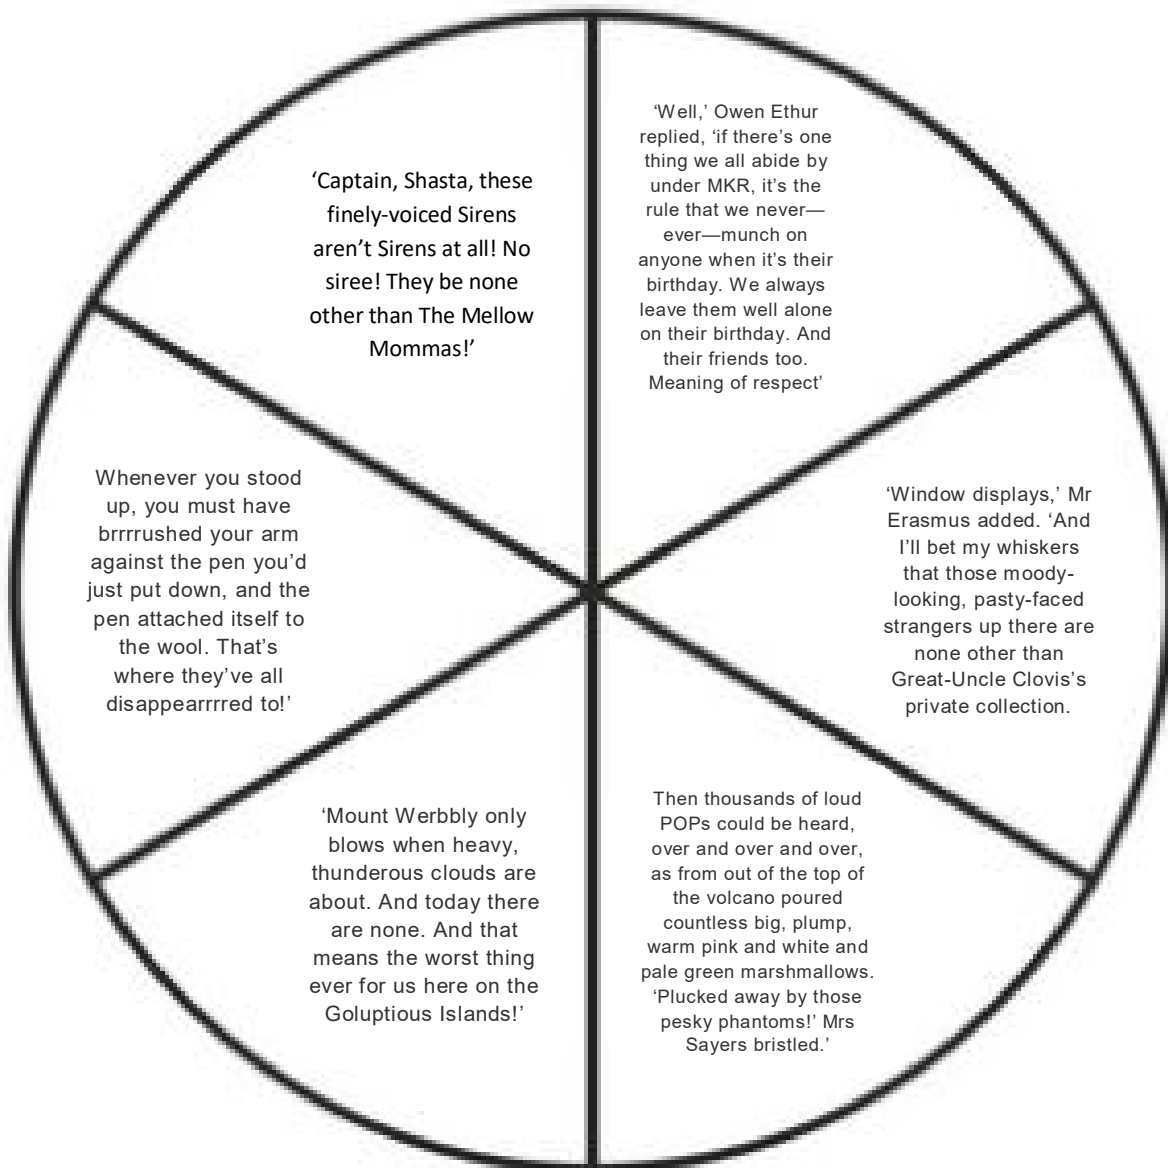 ‘Captain, Shasta, these
finely-voiced Sirens
aren’t Sirens at all! No
siree! They be none
other than The Mellow
Mommas!’
‘Well,’ Owen Ethur
replied, ‘if there’s one
thing we all abide by
under MKR, it’s the
rule that we never—
ever—munch on
anyone when it’s their
birthday. We always
leave them well alone
on their birthday. And
their friends too.
Meaning of respect’
Whenever you stood
up, you must have
brrrrushed your arm
against the pen you’d
just put down, and the
pen attached itself to
the wool. That’s
where they’ve all
disappearrrred to!’
‘Window displays,’ Mr
Erasmus added. ‘And
I’ll bet my whiskers
that those moody-
looking, pasty-faced
strangers up there are
none other than
Great-Uncle Clovis’s
private collection.
‘Mount Werbbly only
blows when heavy,
thunderous clouds are
about. And today there
are none. And that
means the worst thing
ever for us here on the
Goluptious Islands!’
Then thousands of loud
POPs could be heard,
over and over and over,
as from out of the top of
the volcano poured
countless big, plump,
warm pink and white and
pale green marshmallows.
‘Plucked away by those
pesky phantoms!’ Mrs
Sayers bristled.’